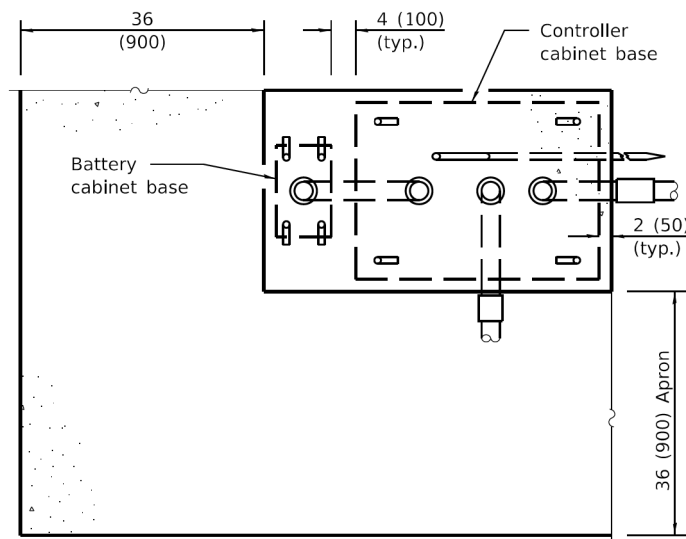 36
(900)
4 (100)
(typ.)
Controller
cabinet base
Battery
cabinet base
2 (50)
(typ.)
36 (900) Apron